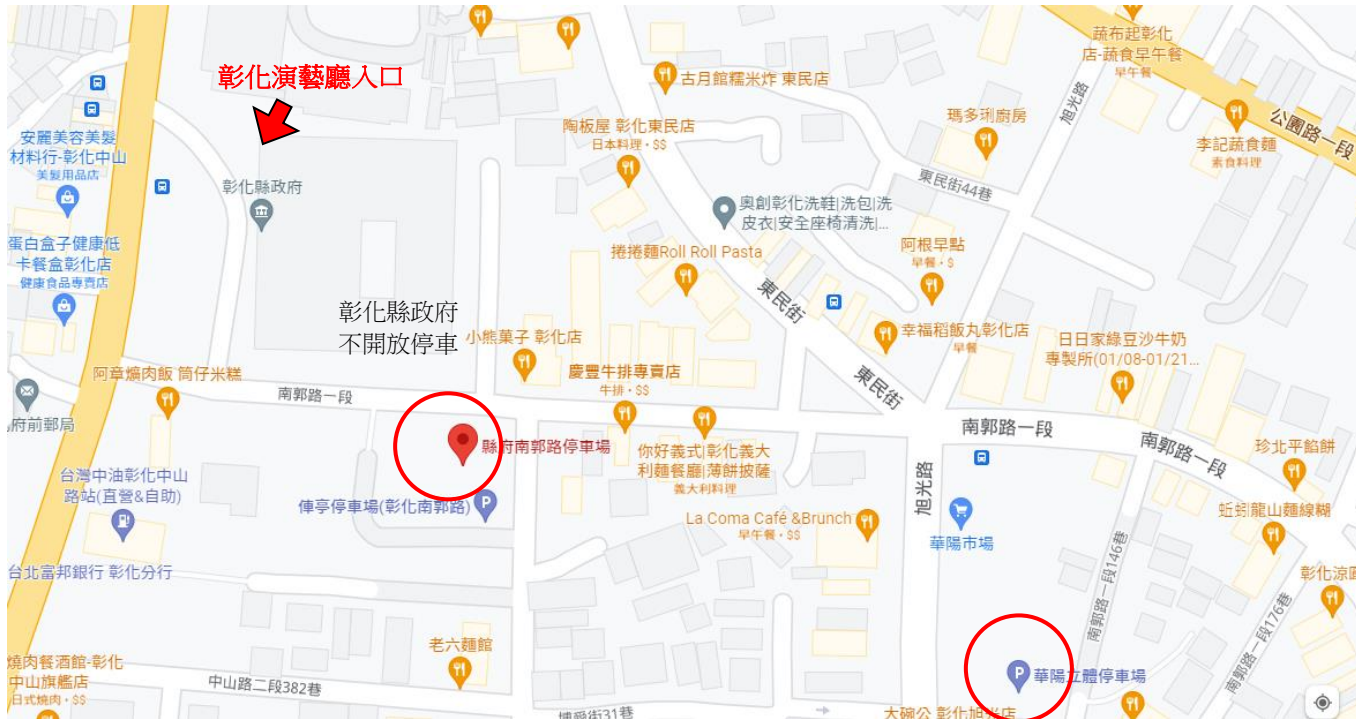 彰化演藝廳入口
蔬布起彰化
店-蔬食早午餐
早午餐
古月館糯米炸 東民店
旭光路
瑪多琍廚房
公園路一段
李記蔬食麵
素食料理
陶板屋 彰化東民店
日本料理・$$
安麗美容美髮
材料行-彰化中山
美髮用品店
彰化縣政府
東民街44巷
奧創彰化洗鞋|洗包|洗
皮衣|安全座椅清洗|...
阿根早點
早餐・$
蛋白盒子健康低
卡餐盒彰化店
健康食品專賣店
捲捲麵Roll Roll Pasta
東民街
彰化縣政府
不開放停車
小熊菓子 彰化店
幸福稻飯丸彰化店
早餐
日日家綠豆沙牛奶
專製所(01/08-01/21...
慶豐牛排專賣店
牛排・$$
東民街
阿章爌肉飯 筒仔米糕
南郭路一段
府前郵局
南郭路一段
南郭路一段
縣府南郭路停車場
你好義式|彰化義大
利麵餐廳|薄餅披薩
義大利料理
珍北平餡餅
旭光路
台灣中油彰化中山
路站(直營&自助)
俥亭停車場(彰化南郭路)
P
La Coma Café &Brunch
早午餐・$$
華陽市場
蚯蚓龍山麵線糊
南郭路一段146巷
台北富邦銀行 彰化分行
彰化涼圓
南郭路一段176巷
老六麵館
燒肉餐酒館-彰化
中山旗艦店
日式燒肉・$$
中山路二段382巷
P
華陽立體停車場
博愛街31巷
大碗公 彰化旭光店